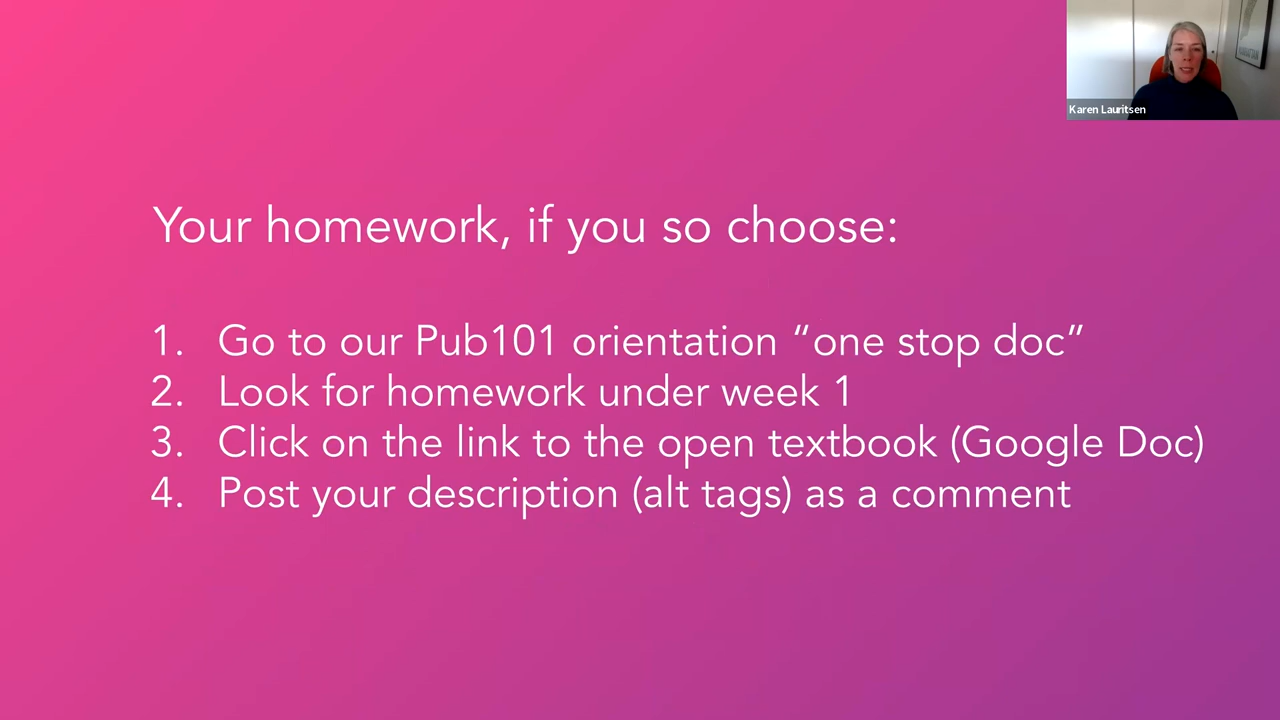 Karen Lauritsen
Your homework, if you so choose:
1. Go to our Pub101 orientation “one stop doc”
2. Look for homework under week 1
3. Click on the link to the open textbook (Google Doc)
4. Post your description (alt tags) as a comment